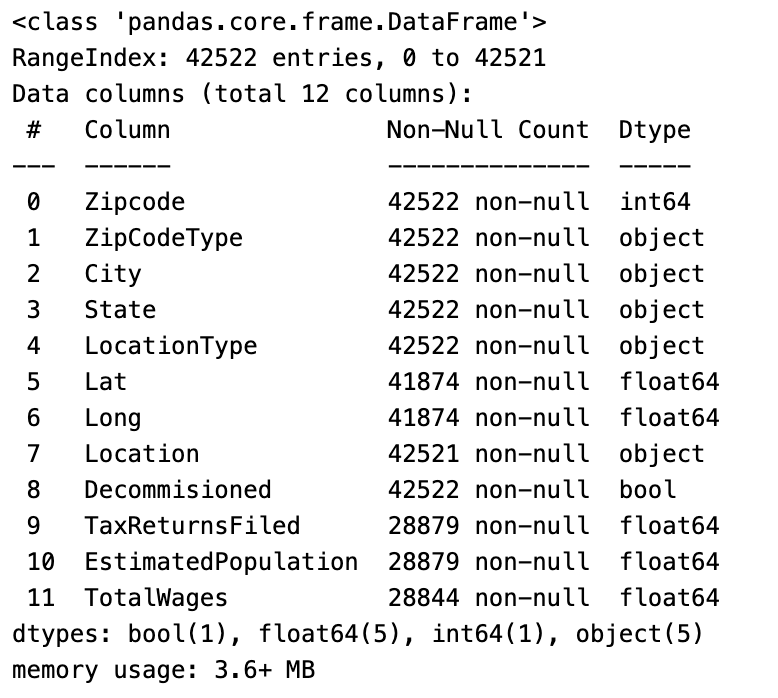 <class 'pandas.core.frame.DataFrame'>
RangeIndex: 42522 entries, 0 to 42521
Data columns (total 12 columns):
 #   Column               Non-Null Count  Dtype
---  ------               --------------  -----
 0   Zipcode              42522 non-null  int64
 1   ZipCodeType          42522 non-null  object
 2   City                 42522 non-null  object
 3   State                42522 non-null  object
 4   LocationType         42522 non-null  object
 5   Lat                  41874 non-null  float64
 6   Long                 41874 non-null  float64
 7   Location             42521 non-null  object
 8   Decommisioned        42522 non-null  bool
 9   TaxReturnsFiled      28879 non-null  float64
 10  EstimatedPopulation  28879 non-null  float64
 11  TotalWages           28844 non-null  float64
dtypes: bool(1), float64(5), int64(1), object(5)
memory usage: 3.6+ MB